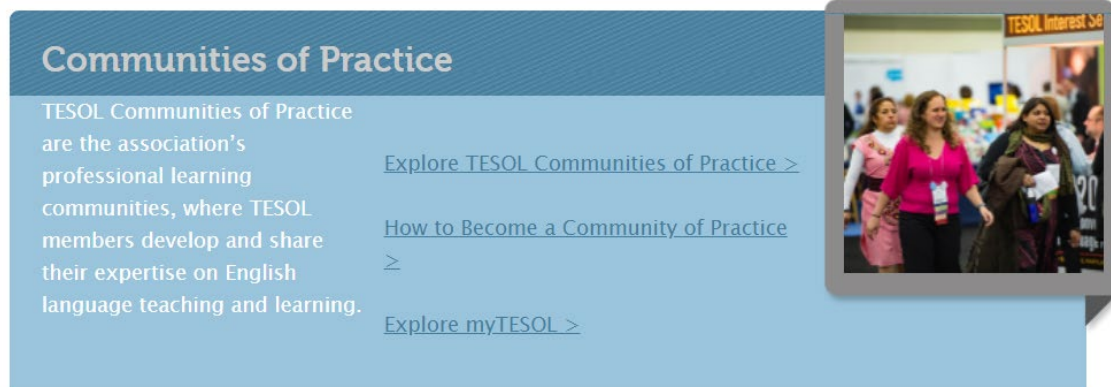 Communities of Practice
TESOL Communities of Practice
are the association's
professional learning
communities, where TESOL
members develop and share
their expertise on English
language teaching and learning.
Explore TESOL Communities of Practice >
How to Become a Community of Practice
>
Explore myTESOL >
TESOL Interest Se